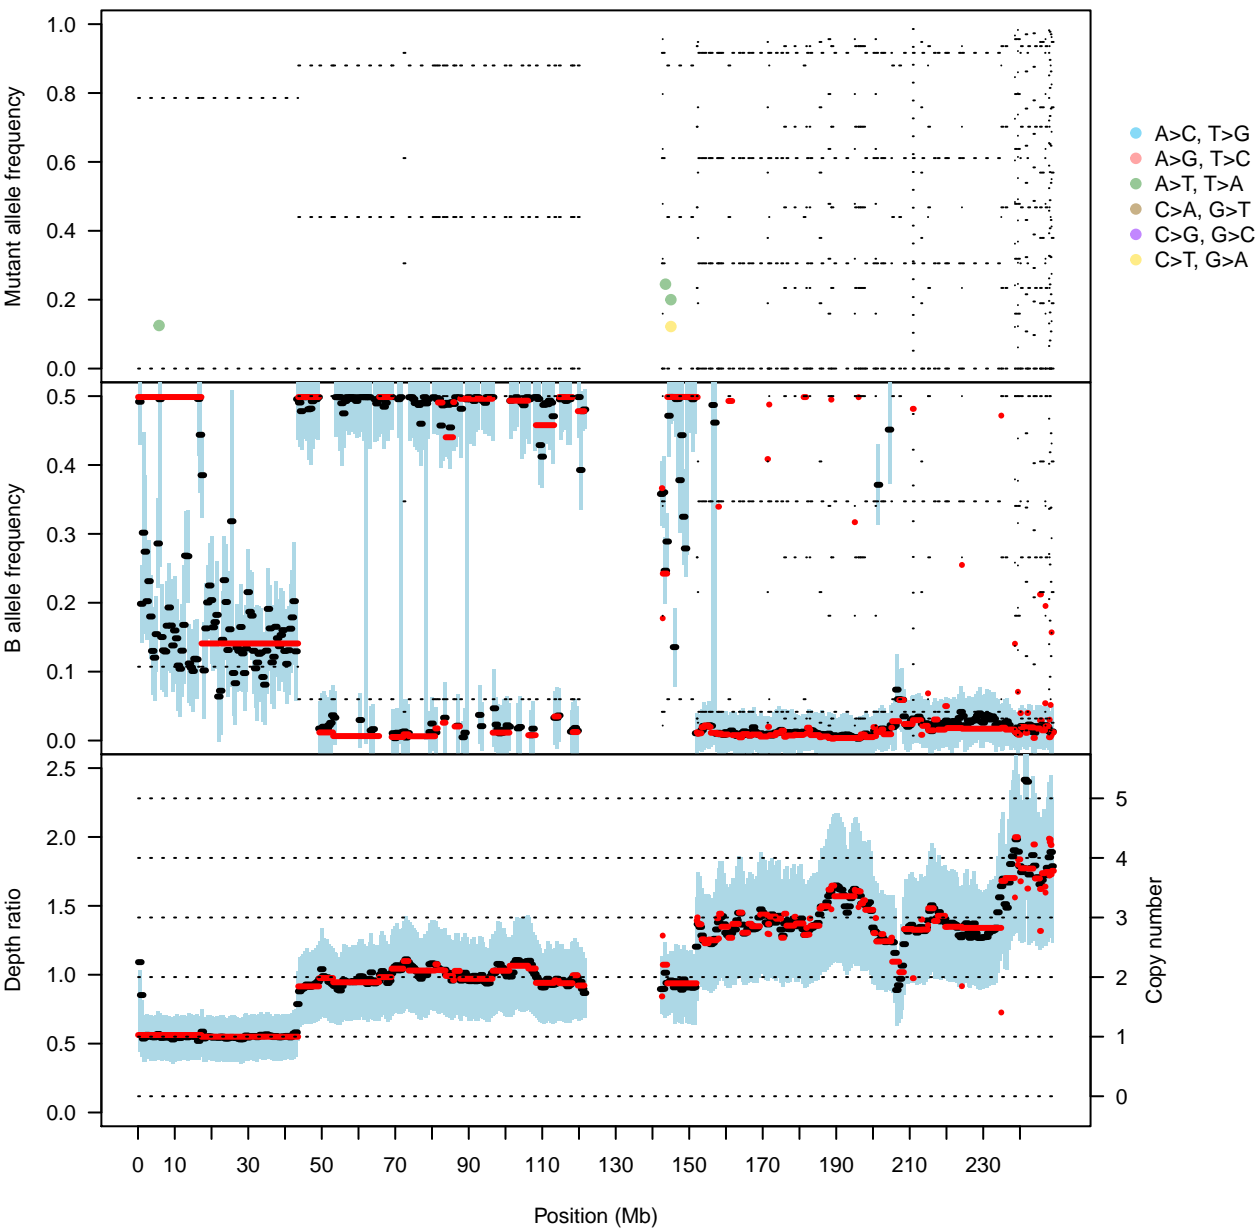 Mutant allele frequency
1.0
0.8
0.6
0.4
0.2
0.0
A>C, T>G
A>G, T>C
A>T, T>A
C>A, G>T
C>G, G>C
C>T, G>A
B allele frequency
0.5
0.4
0.3
0.2
0.1
0.0
Depth ratio
2.5
2.0
1.5
1.0
0.5
0.0
5
4
3
2
1
0
Copy number
0 10 30 50 70 90 110 130 150 170 190 210 230
Position (Mb)